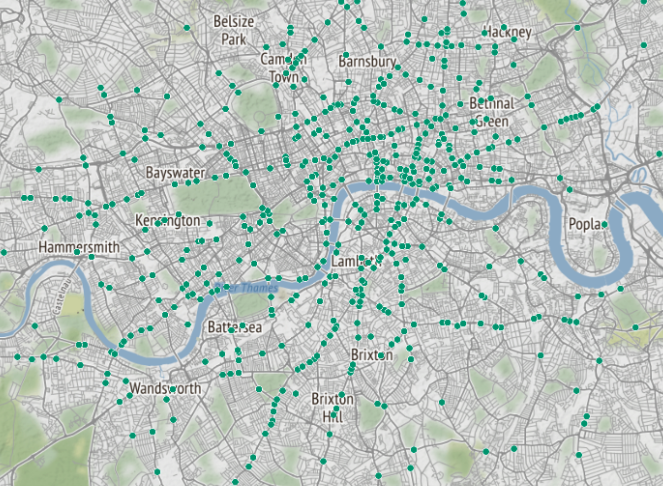 Belsize
Park
Hackney
Camden
Town
Barnsbury
Bethnal
Green
Bayswater
Kensington
Popla
Hammersmith
Lambeth
River Thames
Battersea
Brixton
Wandsworth
Brixton
Hill